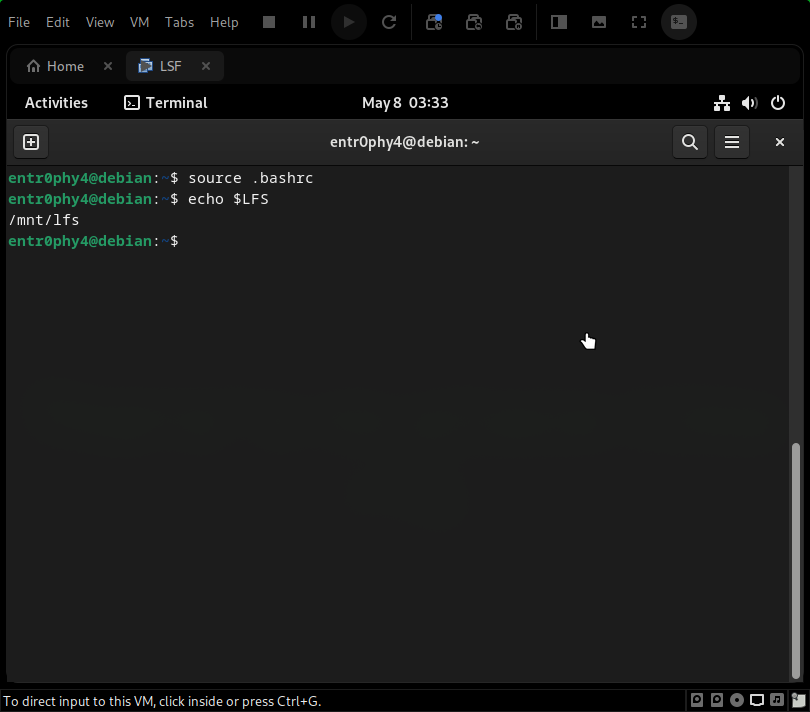 File Edit View VM Tabs Help
Home
LSF
Activities Terminal May 8 03:33
entr0phy4@debian: ~
entr0phy4@debian:~$ source .bashrc
entr0phy4@debian:~$ echo $LFS
/mnt/lfs
entr0phy4@debian:~$
To direct input to this VM, click inside or press Ctrl+G.